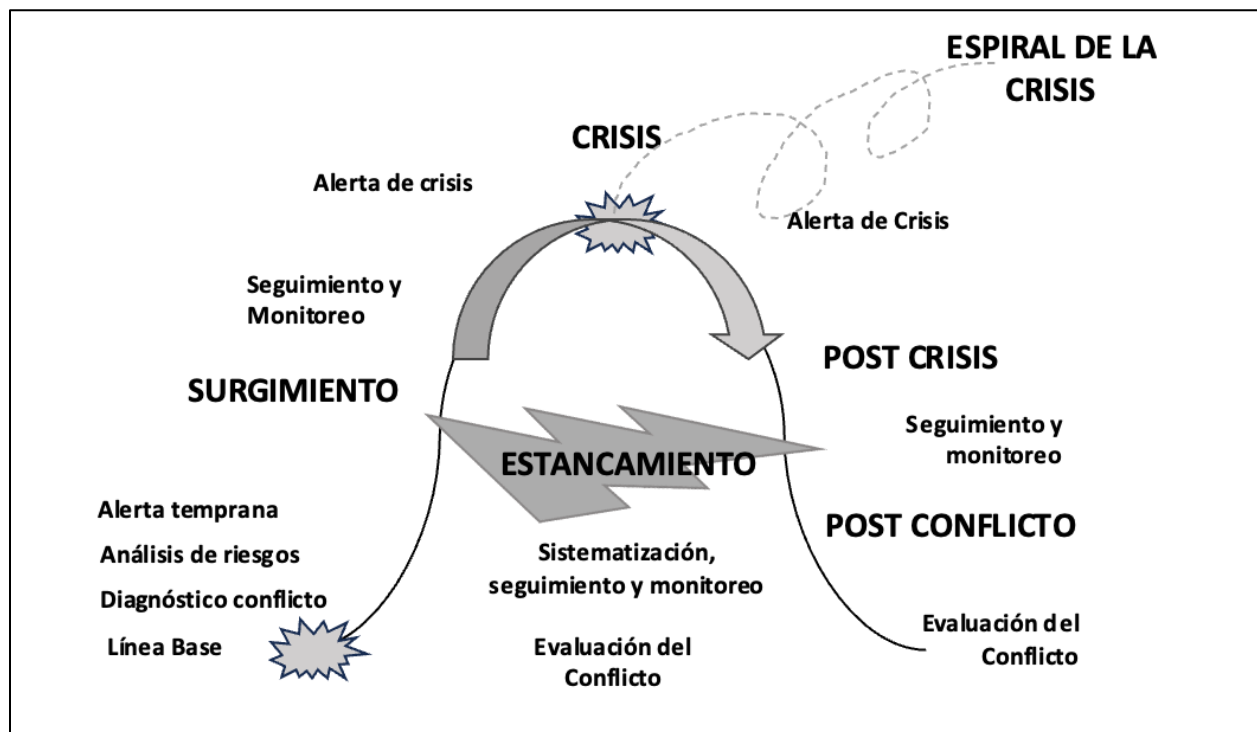 ESPIRAL DE LA
CRISIS
CRISIS
Alerta de crisis
Alerta de Crisis
Seguimiento y
Monitoreo
POST CRISIS
SURGIMIENTO
Seguimiento y
monitoreo
ESTANCAMIENTO
Alerta temprana
POST CONFLICTO
Análisis de riesgos
Sistematización,
seguimiento y monitoreo
Diagnóstico conflicto
Línea Base
Evaluación del
Conflicto
Evaluación del
Conflicto